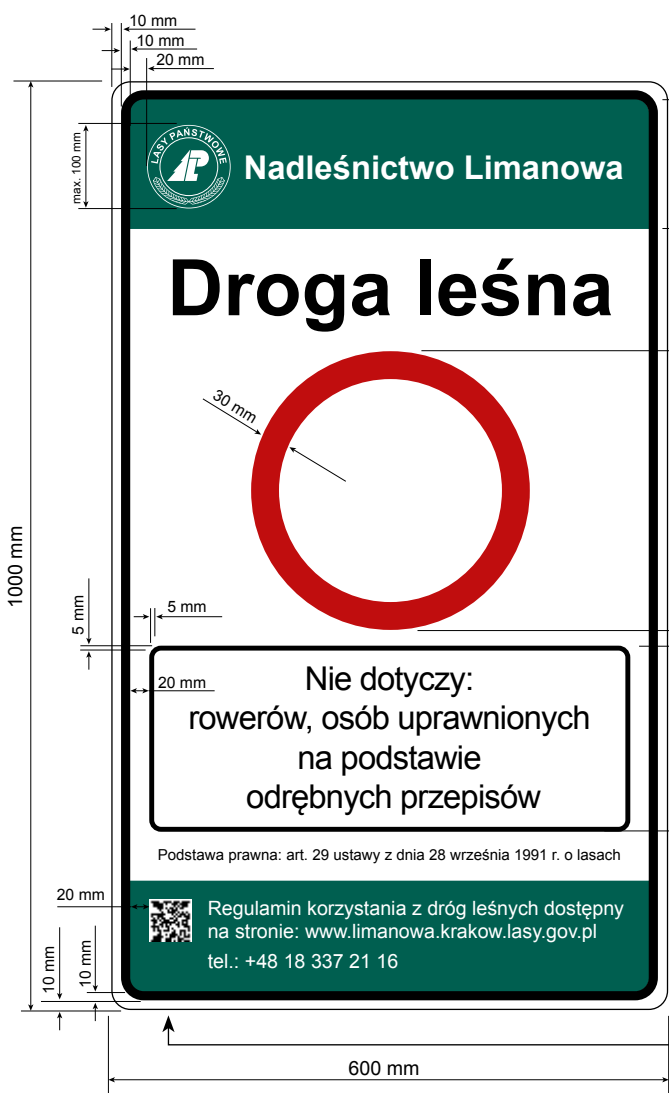 10 mm
10 mm
20 mm
max. 100 mm
LASY PAŃSTWOWE
Nadleśnictwo Limanowa
Droga leśna
30 mm
1000 mm
5 mm
5 mm
20 mm
Nie dotyczy:
rowerów, osób uprawnionych
na podstawie
odrębnych przepisów
Podstawa prawna: art. 29 ustawy z dnia 28 września 1991 r. o lasach
20 mm
Regulamin korzystania z dróg leśnych dostępny
na stronie: www.limanowa.krakow.lasy.gov.pl
tel.: +48 18 337 21 16
10 mm
10 mm
600 mm